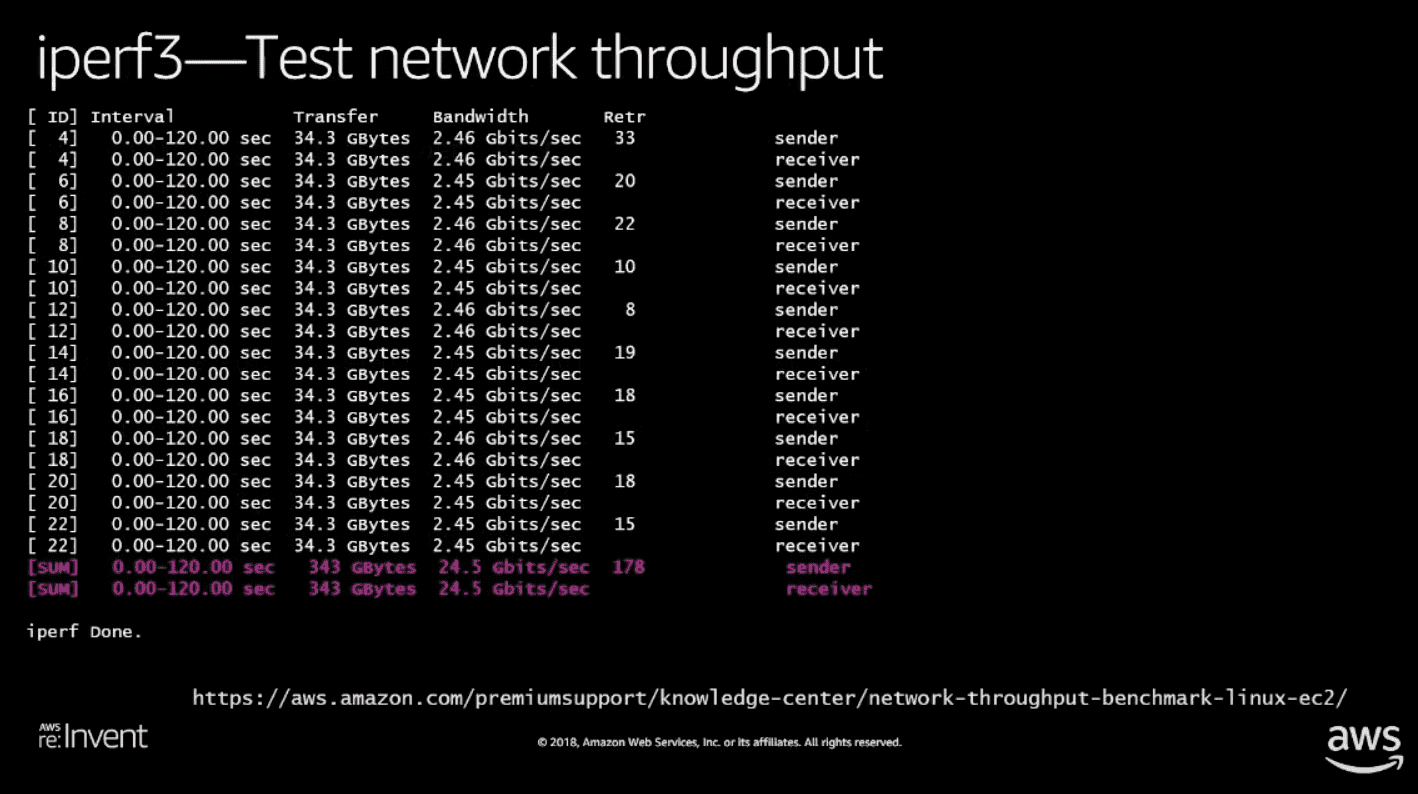 iperf3—Test network throughput
[ ID] Interval Transfer Bandwidth Retr
[ 4] 0.00-120.00 sec 34.3 GBytes 2.46 Gbits/sec 33 sender
[ 4] 0.00-120.00 sec 34.3 GBytes 2.46 Gbits/sec receiver
[ 6] 0.00-120.00 sec 34.3 GBytes 2.45 Gbits/sec 20 sender
[ 6] 0.00-120.00 sec 34.3 GBytes 2.45 Gbits/sec receiver
[ 8] 0.00-120.00 sec 34.3 GBytes 2.46 Gbits/sec 22 sender
[ 8] 0.00-120.00 sec 34.3 GBytes 2.46 Gbits/sec receiver
[ 10] 0.00-120.00 sec 34.3 GBytes 2.45 Gbits/sec 10 sender
[ 10] 0.00-120.00 sec 34.3 GBytes 2.45 Gbits/sec receiver
[ 12] 0.00-120.00 sec 34.3 GBytes 2.46 Gbits/sec 8 sender
[ 12] 0.00-120.00 sec 34.3 GBytes 2.46 Gbits/sec receiver
[ 14] 0.00-120.00 sec 34.3 GBytes 2.45 Gbits/sec 19 sender
[ 14] 0.00-120.00 sec 34.3 GBytes 2.45 Gbits/sec receiver
[ 16] 0.00-120.00 sec 34.3 GBytes 2.45 Gbits/sec 18 sender
[ 16] 0.00-120.00 sec 34.3 GBytes 2.45 Gbits/sec receiver
[ 18] 0.00-120.00 sec 34.3 GBytes 2.46 Gbits/sec 15 sender
[ 18] 0.00-120.00 sec 34.3 GBytes 2.46 Gbits/sec receiver
[ 20] 0.00-120.00 sec 34.3 GBytes 2.45 Gbits/sec 18 sender
[ 20] 0.00-120.00 sec 34.3 GBytes 2.45 Gbits/sec receiver
[ 22] 0.00-120.00 sec 34.3 GBytes 2.45 Gbits/sec 15 sender
[ 22] 0.00-120.00 sec 34.3 GBytes 2.45 Gbits/sec receiver
[SUM] 0.00-120.00 sec 343 GBytes 24.5 Gbits/sec 178 sender
[SUM] 0.00-120.00 sec 343 GBytes 24.5 Gbits/sec receiver
iperf Done.
https://aws.amazon.com/premiumsupport/knowledge-center/network-throughput-benchmark-linux-ec2/
AWS
re:Invent
© 2018, Amazon Web Services, Inc. or its affiliates. All rights reserved.
aws